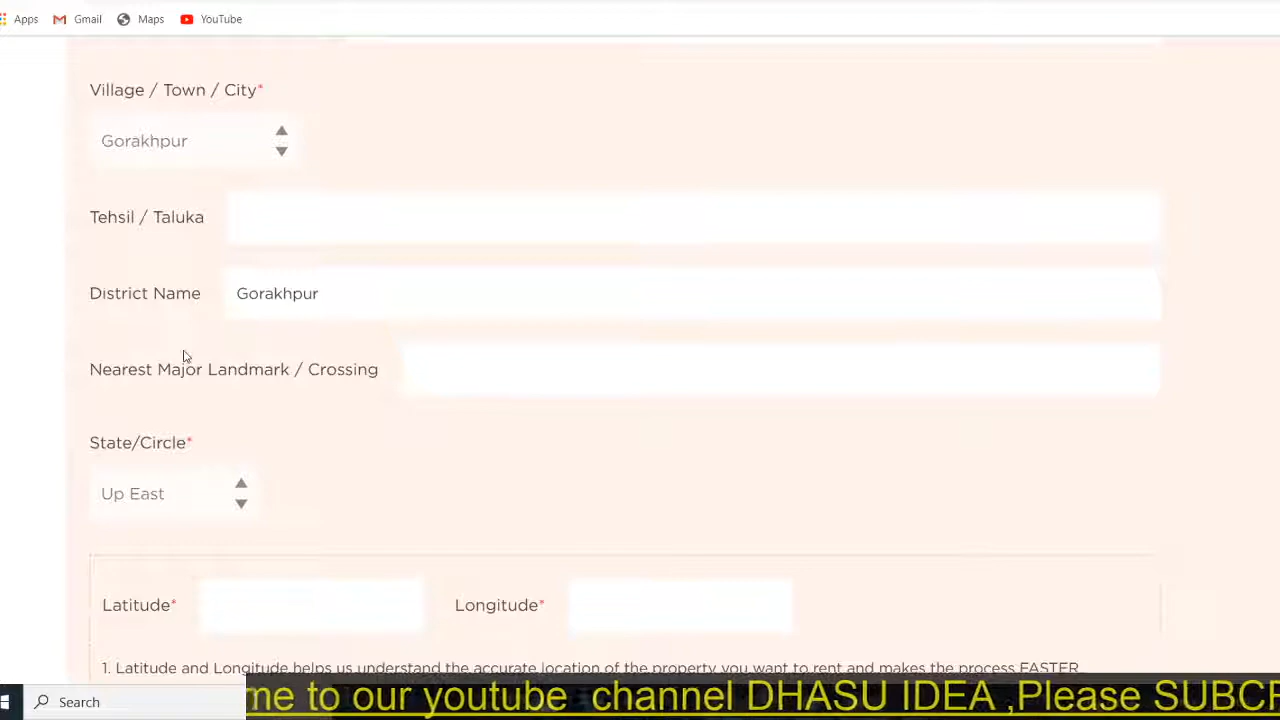 Apps Gmail Maps YouTube
Village / Town / City*
Gorakhpur
Tehsil / Taluka
District Name Gorakhpur
Nearest Major Landmark / Crossing
State/Circle*
Up East
Latitude* Longitude*
1. Latitude and Longitude helps us understand the accurate location of the property you want to rent and makes the process FASTER
Search
me to our youtube channel DHASU IDEA ,Please SUBCR